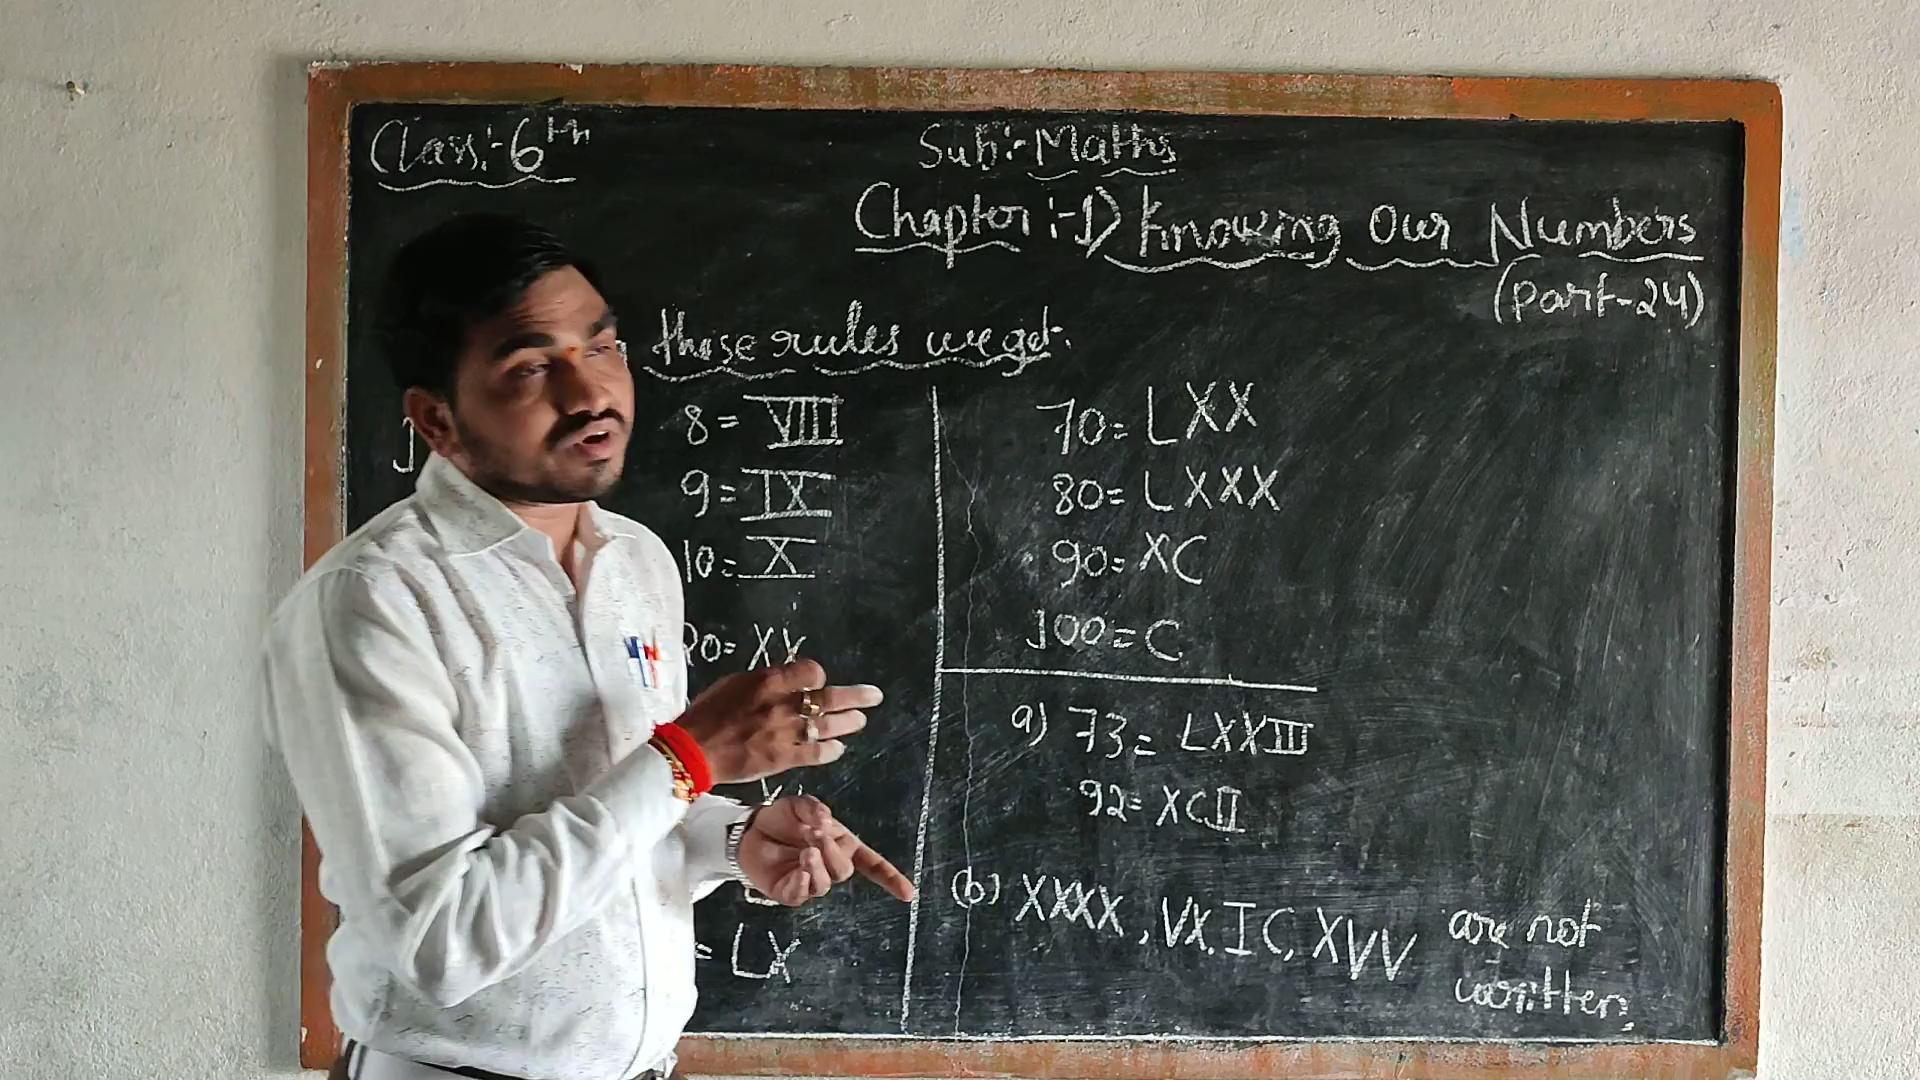 Class:-6th
Sub:-Maths
Chapter:-1) Knowing Our Numbers
(part-24)
these rules we get.
8 = VIII
9 = IX
10 = X
20 = XX
= LX
70 = LXX
80 = LXXX
90 = XC
100 = C
a) 73 = LXXIII
92 = XCII
(b) XXXX, VX, IC, XVV are not
written.